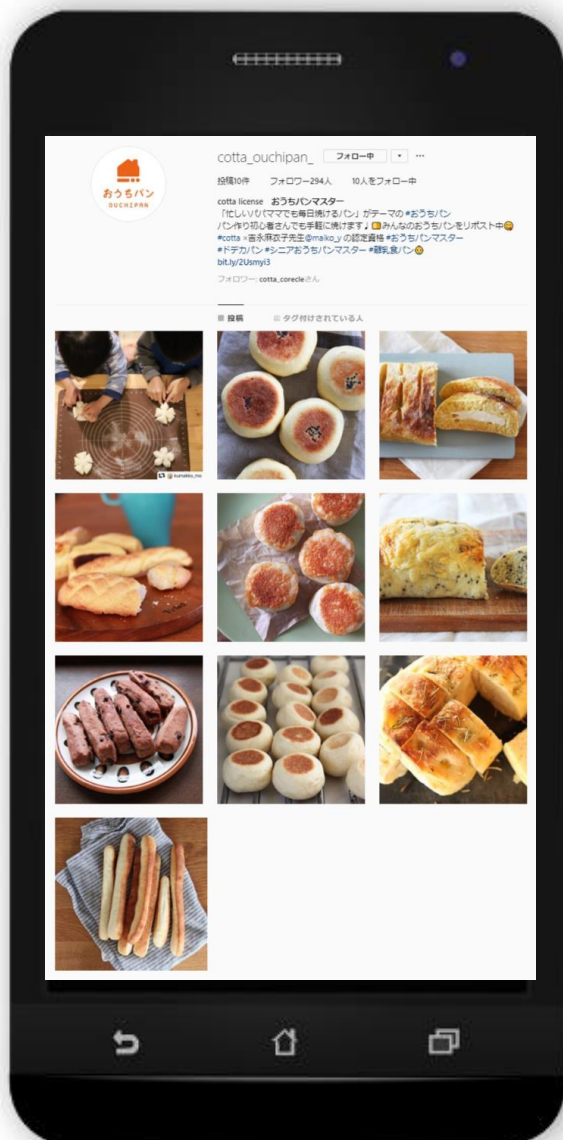 おうちパン
OUCHIPAN
cotta_ouchipan_ フォロー中
投稿10件 フォロワー294人 10人をフォロー中
cotta license おうちパンマスター
「忙しいパパママでも毎日焼けるパン」がテーマの #おうちパン
パン作り初心者さんでも手軽に焼けます♩🍞みんなのおうちパンをリポスト中😋
#cotta ×吉永麻衣子先生@maiko_y の認定資格 #おうちパンマスター
#ドデカパン #シニアおうちパンマスター #離乳食パン😊
bit.ly/2Usmyi3
フォロワー: cotta_corecleさん
投稿 タグ付けされている人